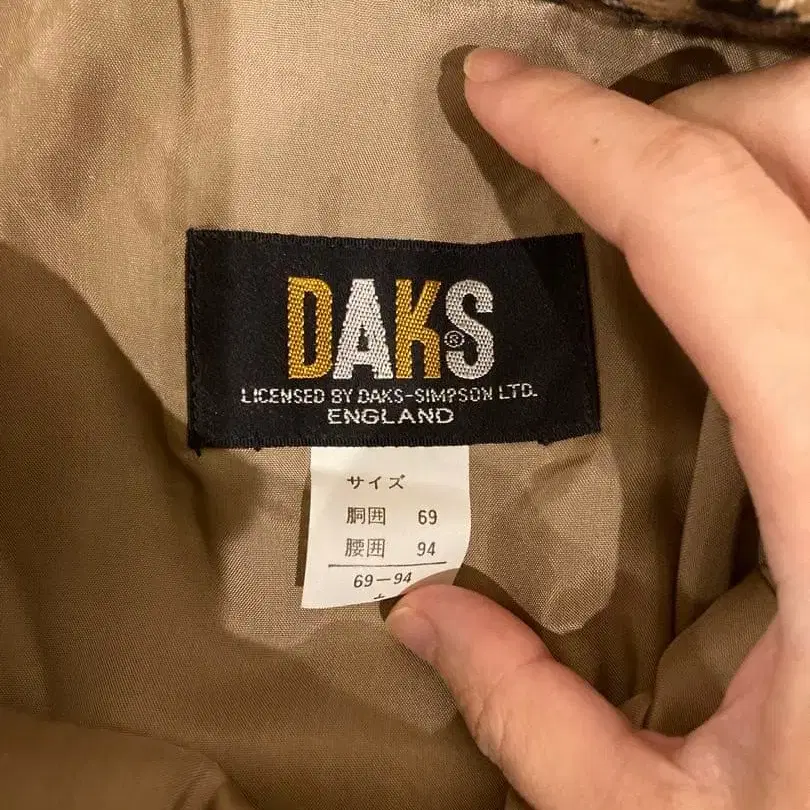 DAKS®
LICENSED BY DAKS-SIMPSON LTD.
ENGLAND
サイズ
胴囲 69
腰囲 94
69-94